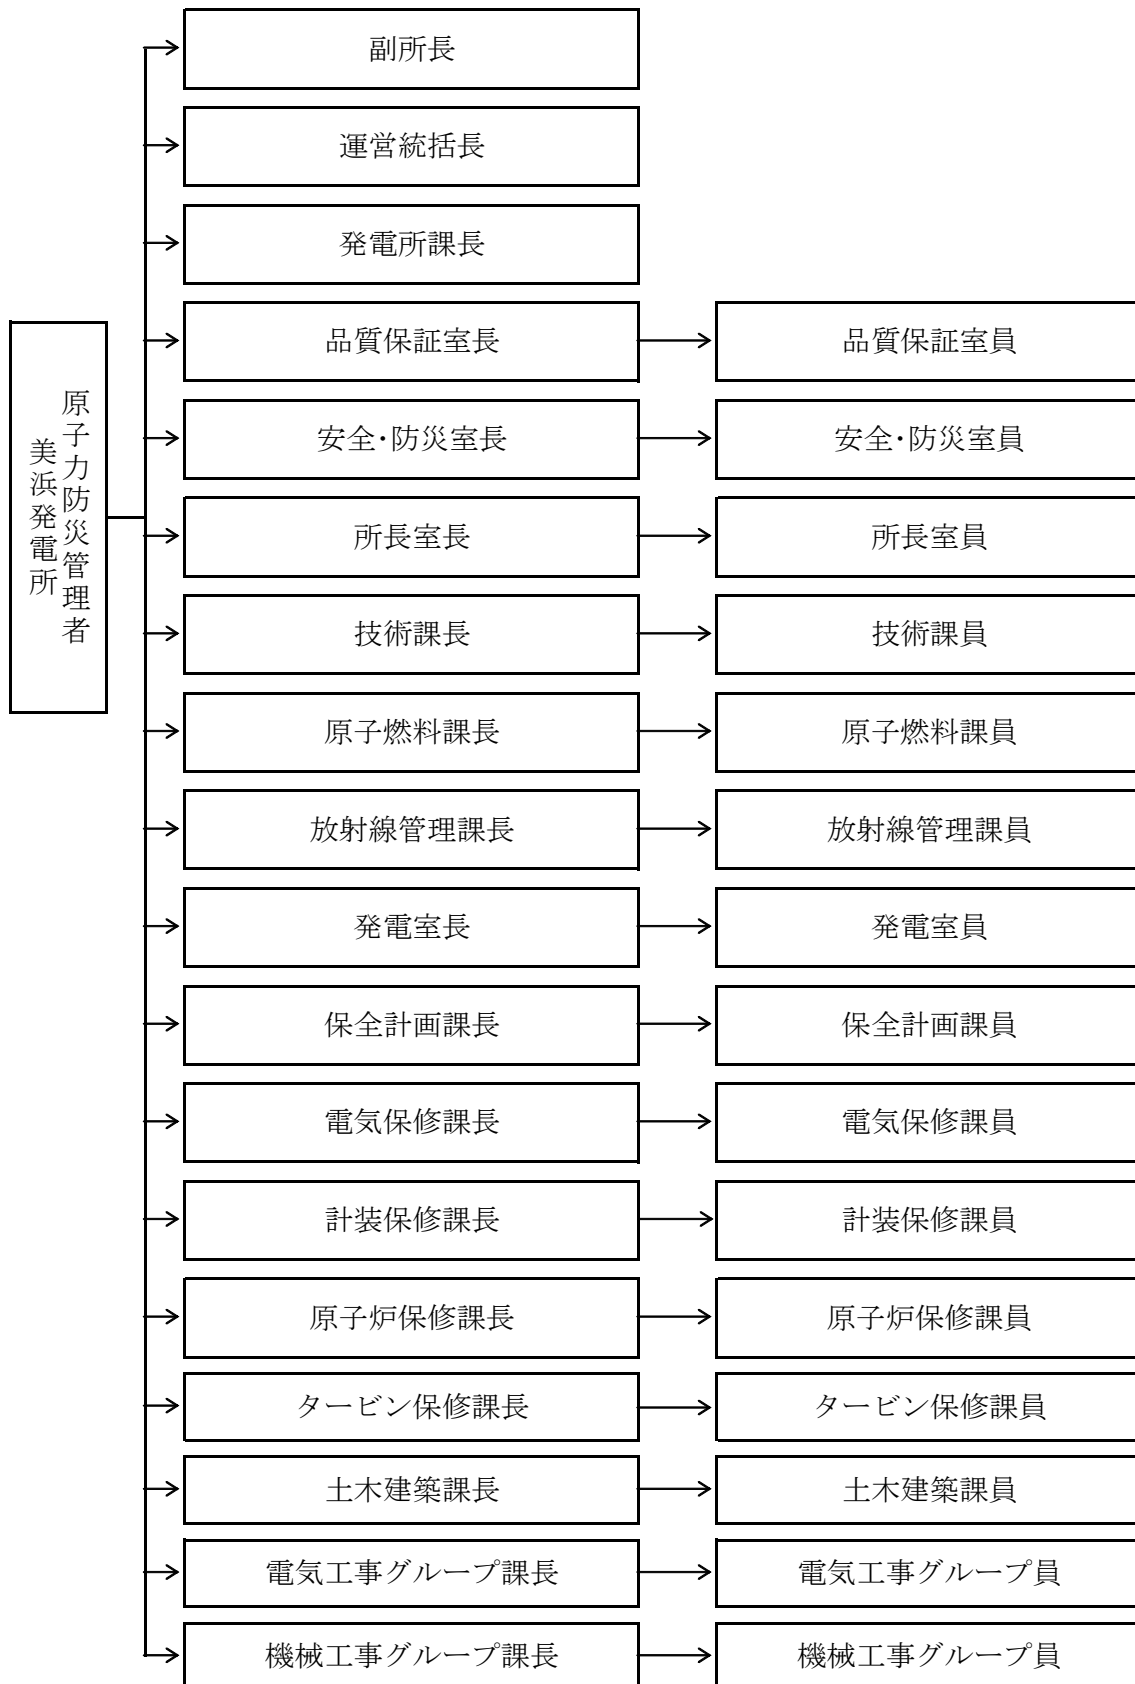 美浜発電所
原子力防災管理者
副所長
運営統括長
発電所課長
品質保証室長
品質保証室員
安全・防災室長
安全・防災室員
所長室長
所長室員
技術課長
技術課員
原子燃料課長
原子燃料課員
放射線管理課長
放射線管理課員
発電室長
発電室員
保全計画課長
保全計画課員
電気保修課長
電気保修課員
計装保修課長
計装保修課員
原子炉保修課長
原子炉保修課員
タービン保修課長
タービン保修課員
土木建築課長
土木建築課員
電気工事グループ課長
電気工事グループ員
機械工事グループ課長
機械工事グループ員